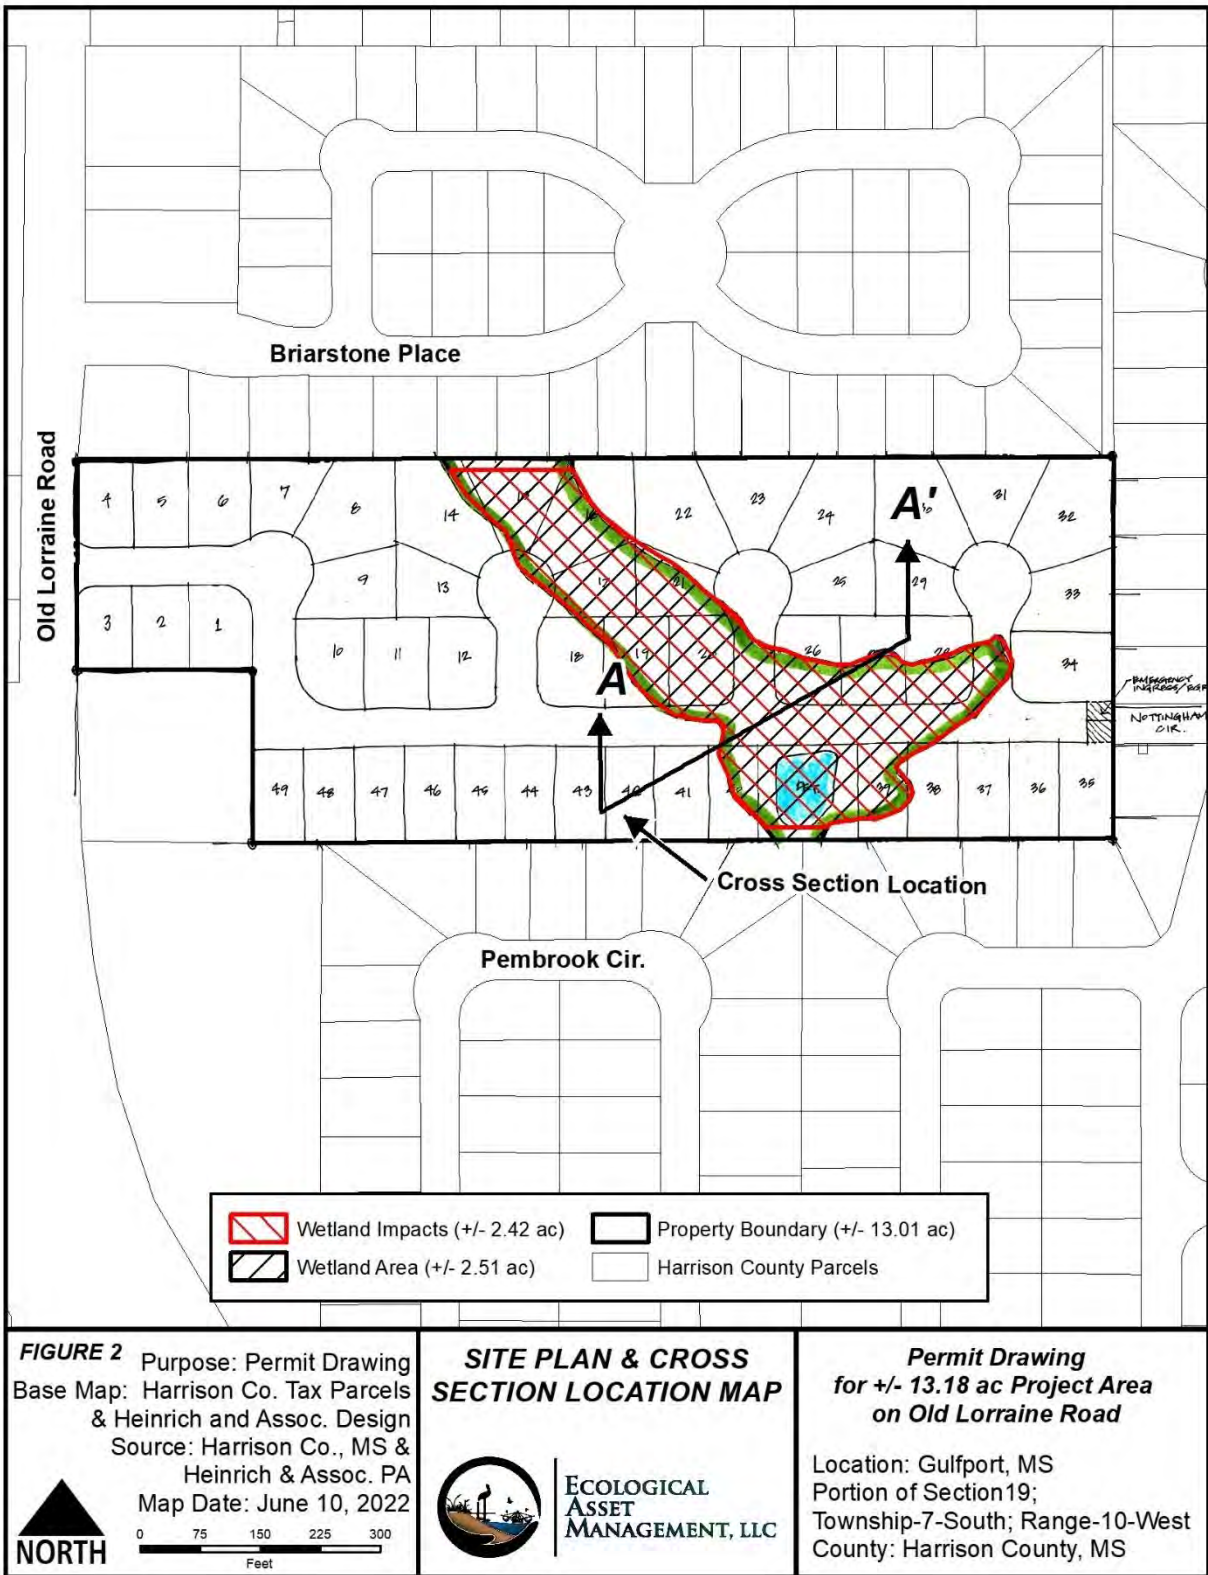 Briarstone Place
Old Lorraine Road
4
5
6
7
8
14
22
23
24
A'
31
32
9
13
17
21
25
29
33
3
2
1
10
11
12
18
19
26
34
A
EMERGENCY
NOTTINGHAM
CIR.
49
48
47
46
45
44
43
40
41
39
38
37
36
35
Cross Section Location
Pembrook Cir.
Wetland Impacts (+/- 2.42 ac)
Property Boundary (+/- 13.01 ac)
Wetland Area (+/- 2.51 ac)
Harrison County Parcels
FIGURE 2
Purpose: Permit Drawing
Base Map: Harrison Co. Tax Parcels
& Heinrich and Assoc. Design
Source: Harrison Co., MS &
Heinrich & Assoc. PA
Map Date: June 10, 2022
NORTH
0 75 150 225 300
Feet
SITE PLAN & CROSS
SECTION LOCATION MAP
ECOLOGICAL
ASSET
MANAGEMENT, LLC
Permit Drawing
for +/- 13.18 ac Project Area
on Old Lorraine Road
Location: Gulfport, MS
Portion of Section19;
Township-7-South; Range-10-West
County: Harrison County, MS